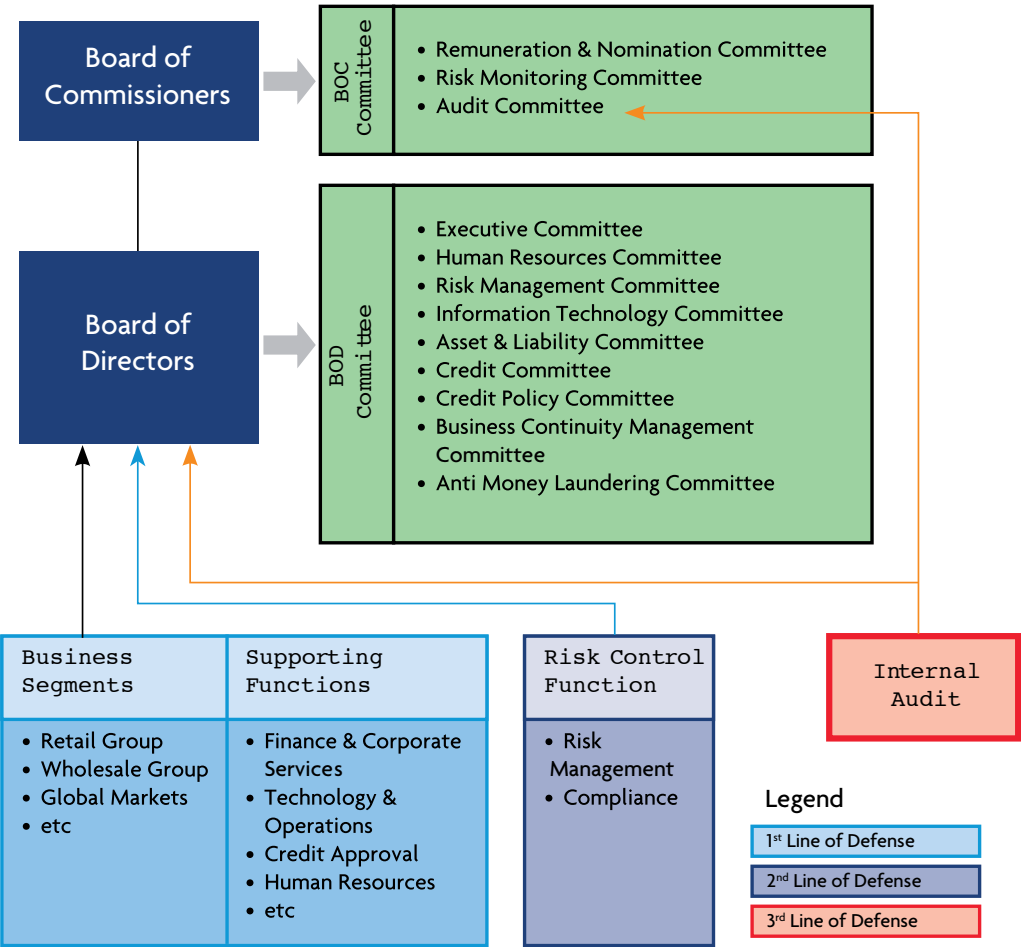 Board of
Commissioners
BOC
Committee
• Remuneration & Nomination Committee
• Risk Monitoring Committee
• Audit Committee
Board of
Directors
BOD
Committee
• Executive Committee
• Human Resources Committee
• Risk Management Committee
• Information Technology Committee
• Asset & Liability Committee
• Credit Committee
• Credit Policy Committee
• Business Continuity Management
Committee
• Anti Money Laundering Committee
Business
Segments
• Retail Group
• Wholesale Group
• Global Markets
• etc
Supporting
Functions
• Finance & Corporate
Services
• Technology &
Operations
• Credit Approval
• Human Resources
• etc
Risk Control
Function
• Risk
Management
• Compliance
Internal
Audit
Legend
1st Line of Defense
2nd Line of Defense
3rd Line of Defense